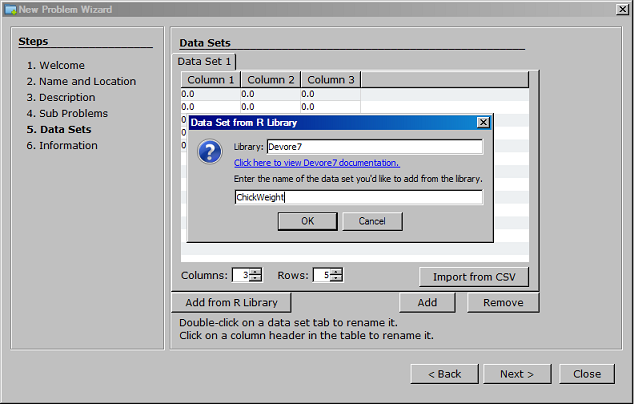 New Problem Wizard
Steps
1. Welcome
2. Name and Location
3. Description
4. Sub Problems
5. Data Sets
6. Information
Data Sets
Data Set 1
Column 1 Column 2 Column 3
0.0 0.0 0.0
0.0 0.0 0.0
Data Set from R Library
Library: Devore7
Click here to view Devore7 documentation.
Enter the name of the data set you'd like to add from the library.
ChickWeight
OK Cancel
Columns: 3 Rows: 5 Import from CSV
Add from R Library Add Remove
Double-click on a data set tab to rename it.
Click on a column header in the table to rename it.
< Back Next > Close